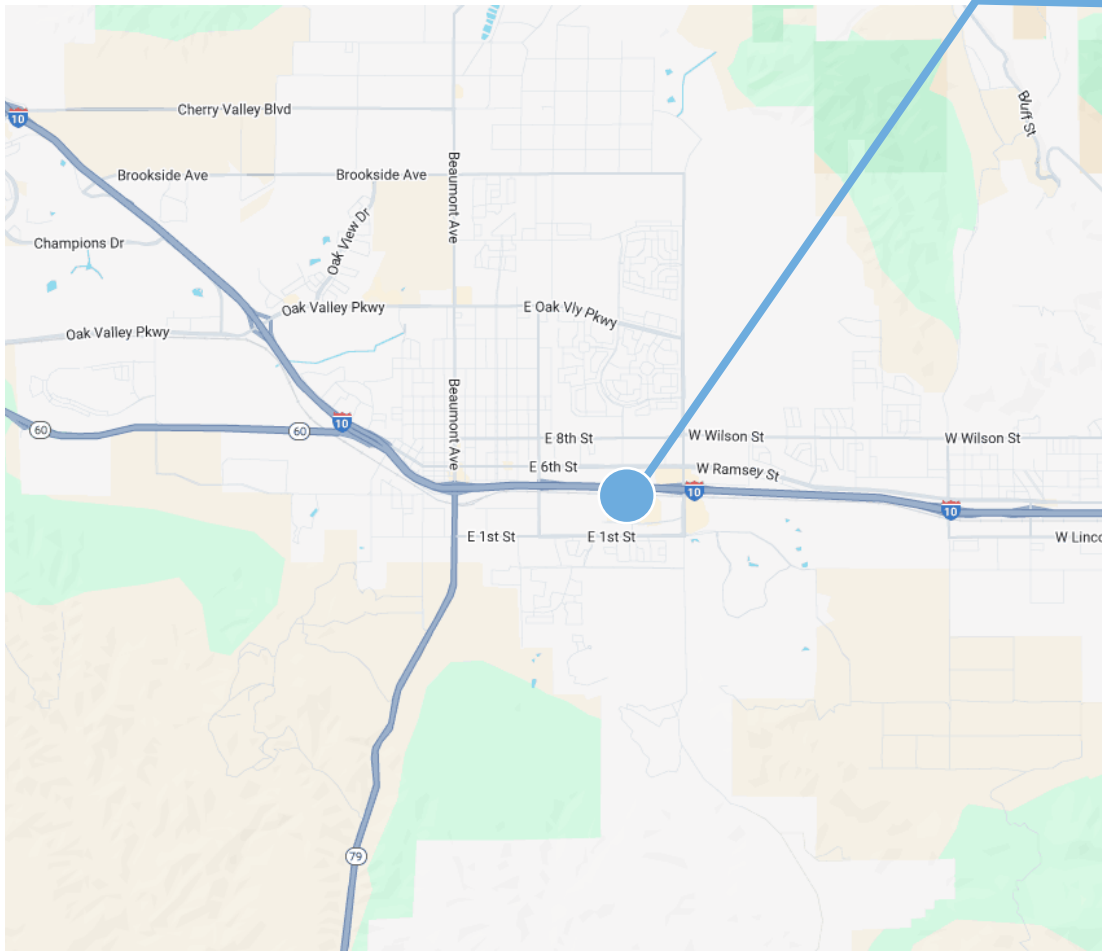 Cherry Valley Blvd
10
Bluff St
Brookside Ave
Brookside Ave
Beaumont Ave
Champions Dr
Oak View Dr
Oak Valley Pkwy
E Oak Vly Pkwy
Oak Valley Pkwy
Beaumont Ave
10
60
60
E 8th St
W Wilson St
W Wilson St
E 6th St
W Ramsey St
10
10
E 1st St
E 1st St
W Linco
79